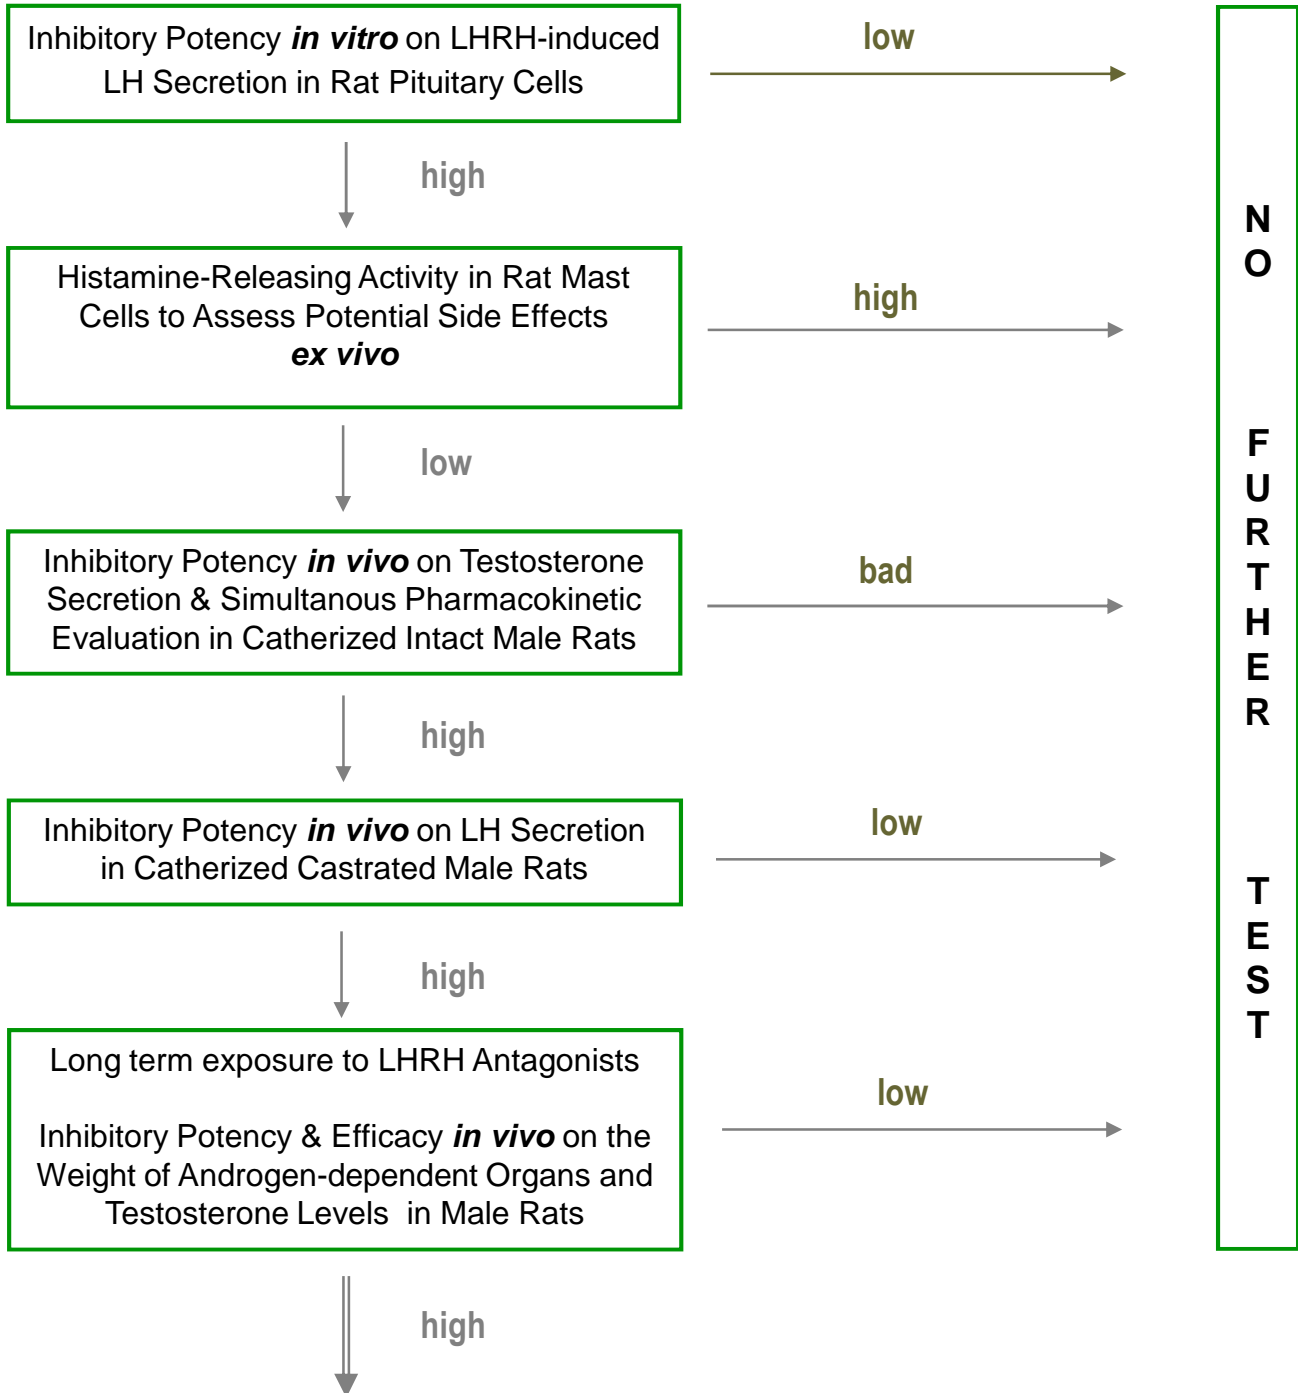 Inhibitory Potency in vitro on LHRH-induced
LH Secretion in Rat Pituitary Cells
low
high
Histamine-Releasing Activity in Rat Mast
Cells to Assess Potential Side Effects
ex vivo
high
low
Inhibitory Potency in vivo on Testosterone
Secretion & Simultanous Pharmacokinetic
Evaluation in Catherized Intact Male Rats
bad
high
Inhibitory Potency in vivo on LH Secretion
in Catherized Castrated Male Rats
low
high
Long term exposure to LHRH Antagonists
Inhibitory Potency & Efficacy in vivo on the
Weight of Androgen-dependent Organs and
Testosterone Levels in Male Rats
low
high
N
O
F
U
R
T
H
E
R
T
E
S
T